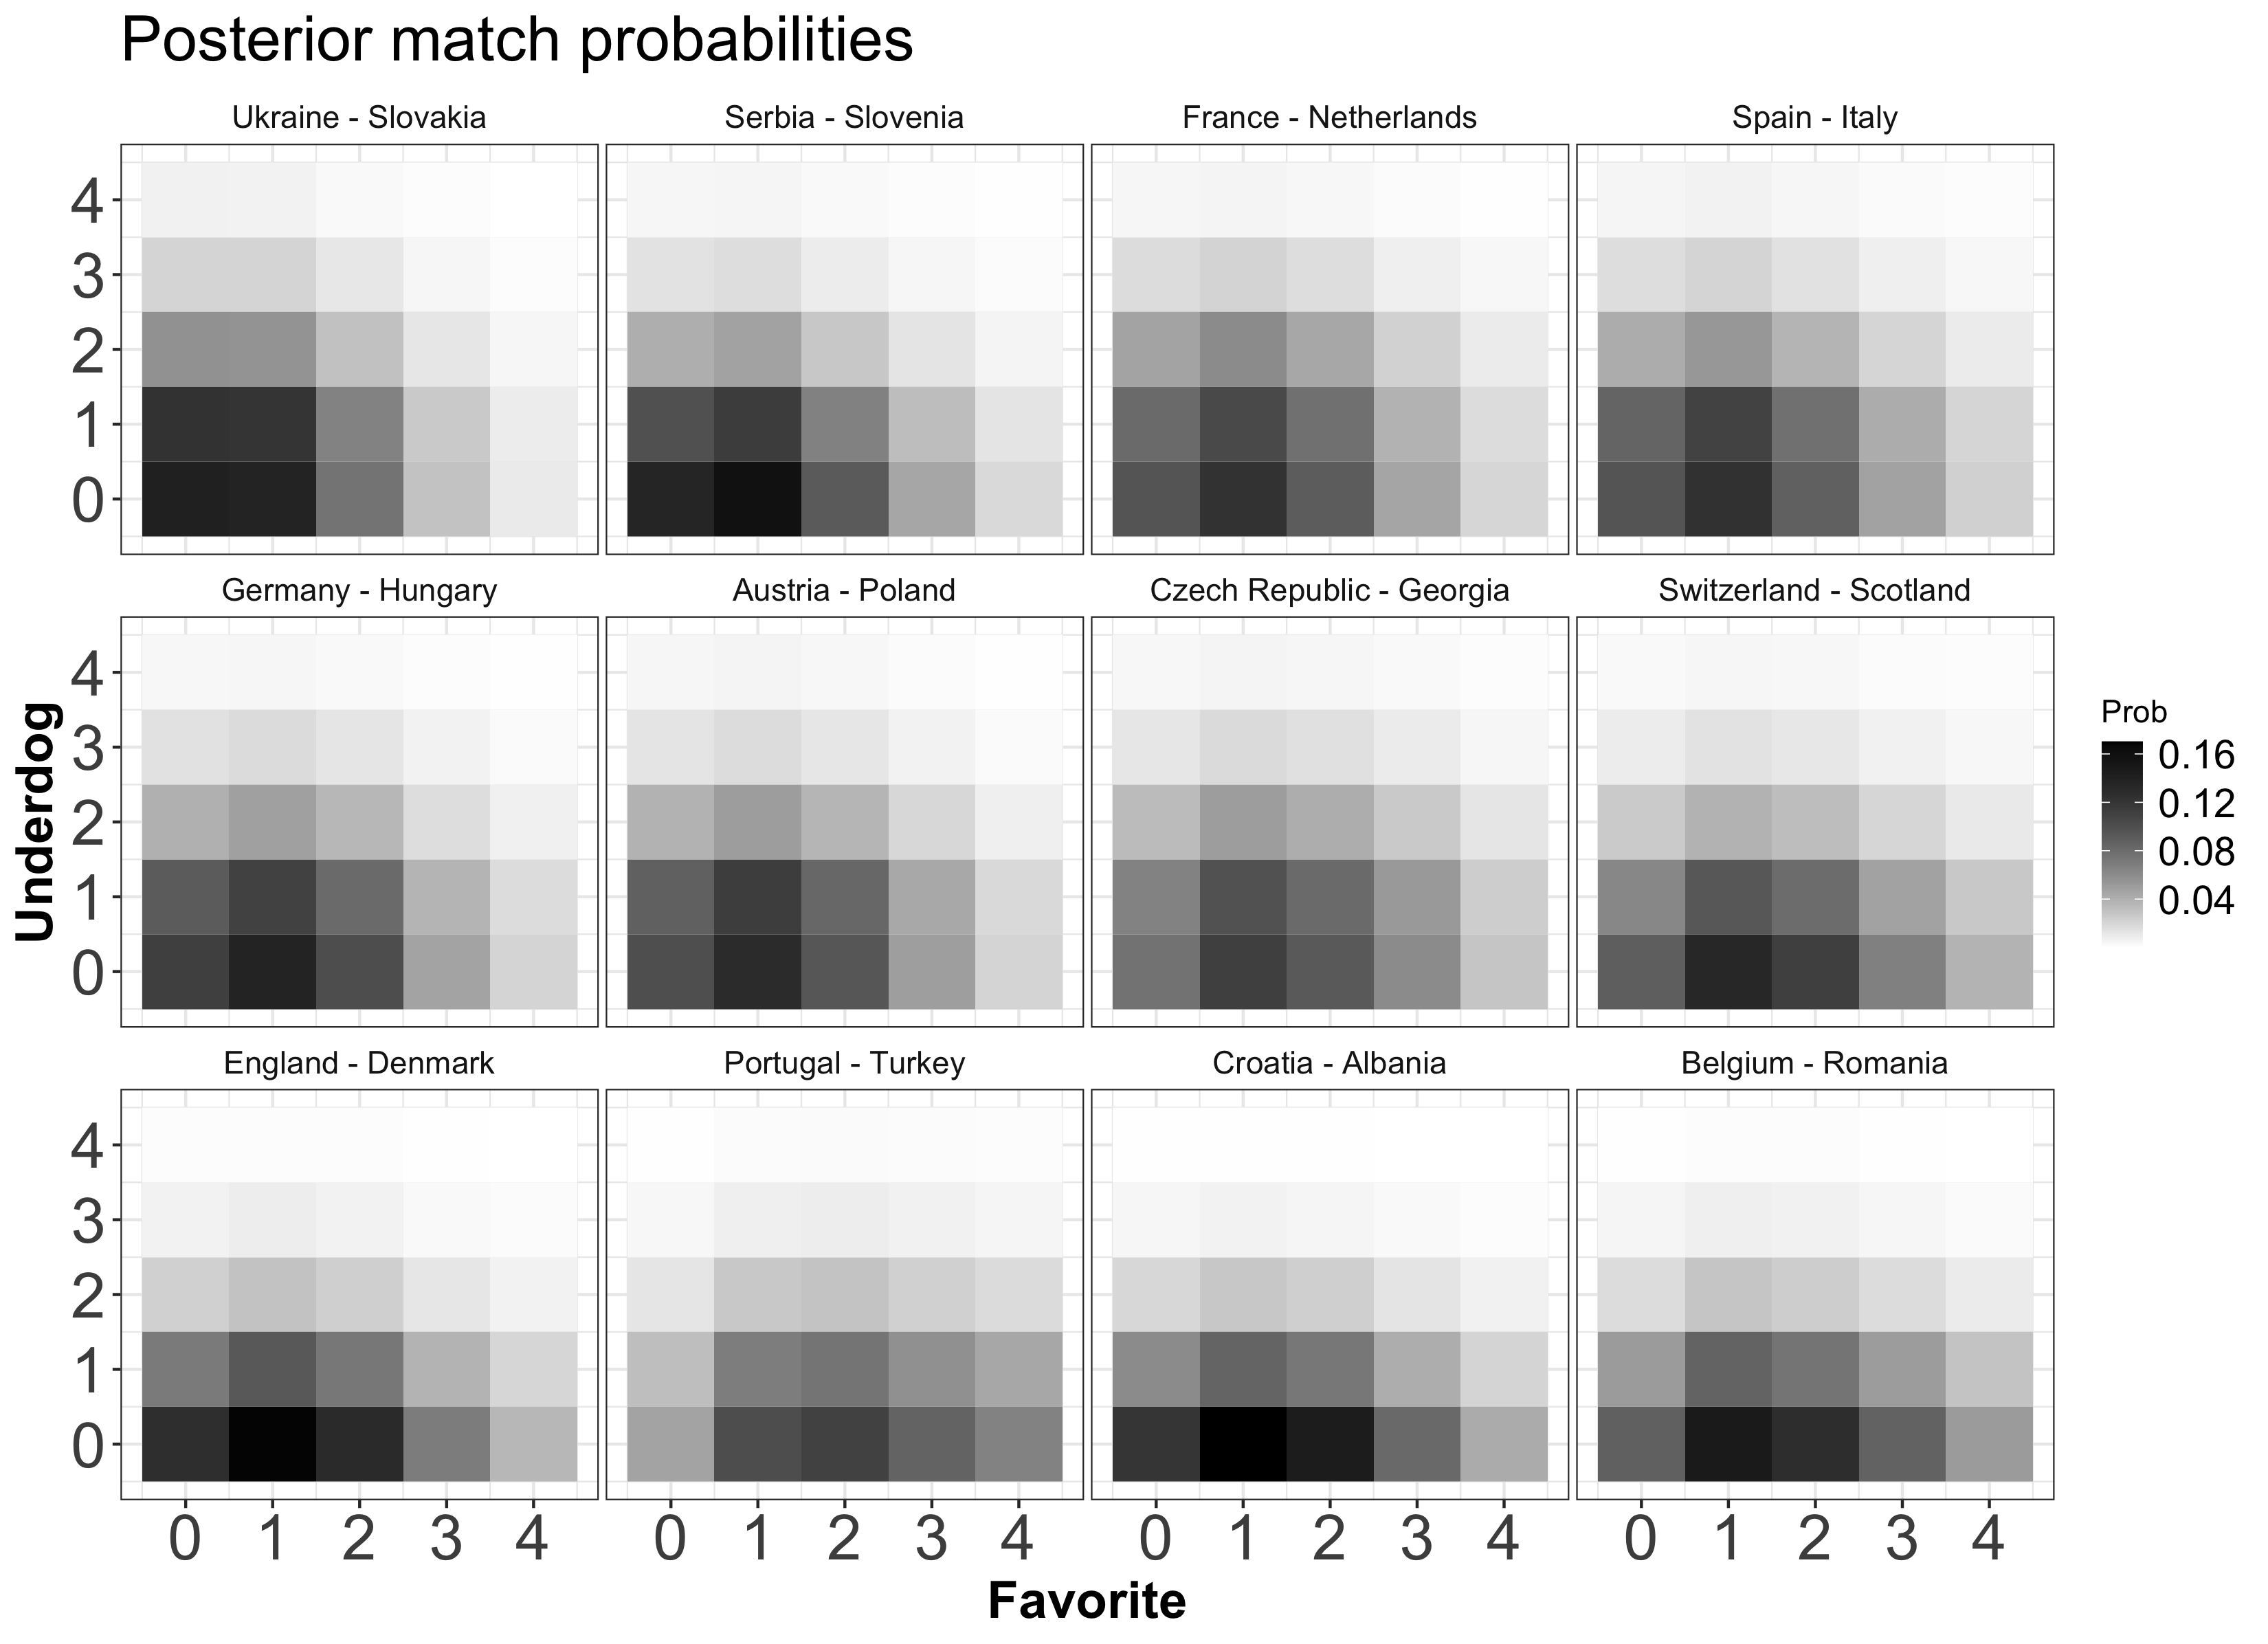 Posterior match probabilities
Ukraine - Slovakia
Serbia - Slovenia
France - Netherlands
Spain - Italy
4
3
2
1
0
Germany - Hungary
Austria - Poland
Czech Republic - Georgia
Switzerland - Scotland
4
3
2
1
0
Underdog
Prob
0.16
0.12
0.08
0.04
England - Denmark
Portugal - Turkey
Croatia - Albania
Belgium - Romania
4
3
2
1
0
0 1 2 3 4
0 1 2 3 4
0 1 2 3 4
0 1 2 3 4
Favorite